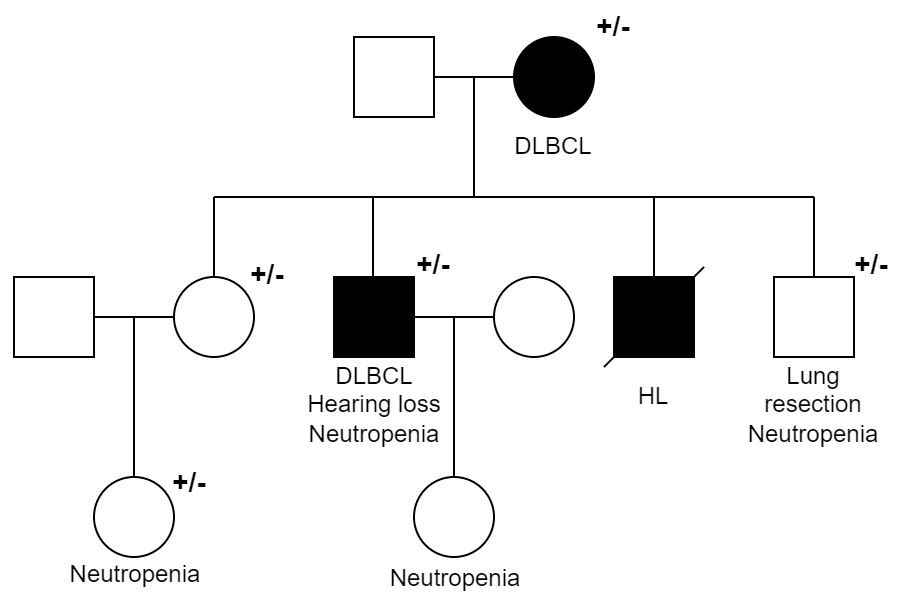 +/-
DLBCL
+/-
+/-
+/-
DLBCL
Hearing loss
Neutropenia
HL
Lung
resection
Neutropenia
+/-
Neutropenia
Neutropenia